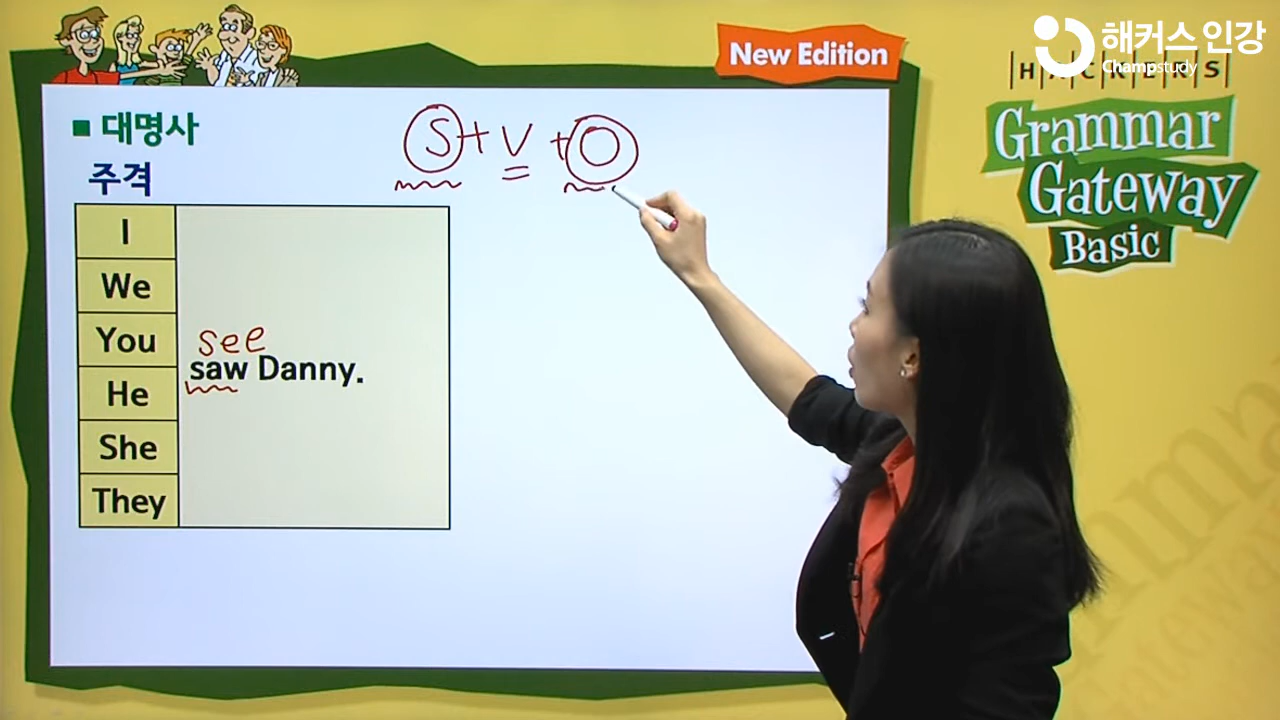 New Edition
해커스 인강
Champstudy
HACKERS
Grammar
Gateway
Basic
■ 대명사
S + V + O
주격
I
We
You
He
She
They
see
saw Danny.